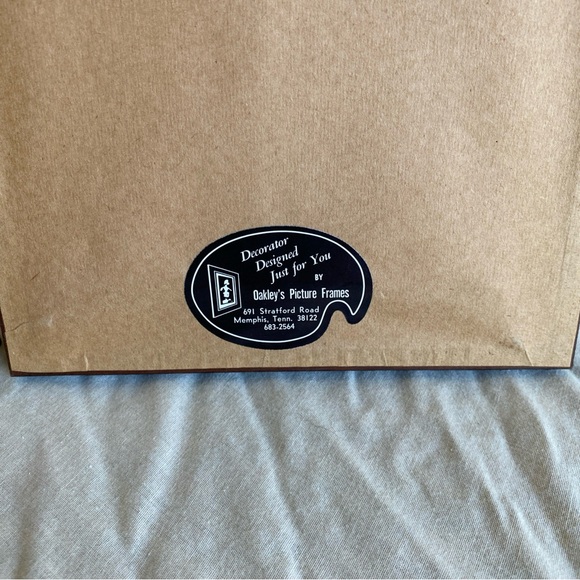 Decorator
Designed
Just for You
BY
Oakley's Picture Frames
691 Stratford Road
Memphis, Tenn. 38122
683-2564